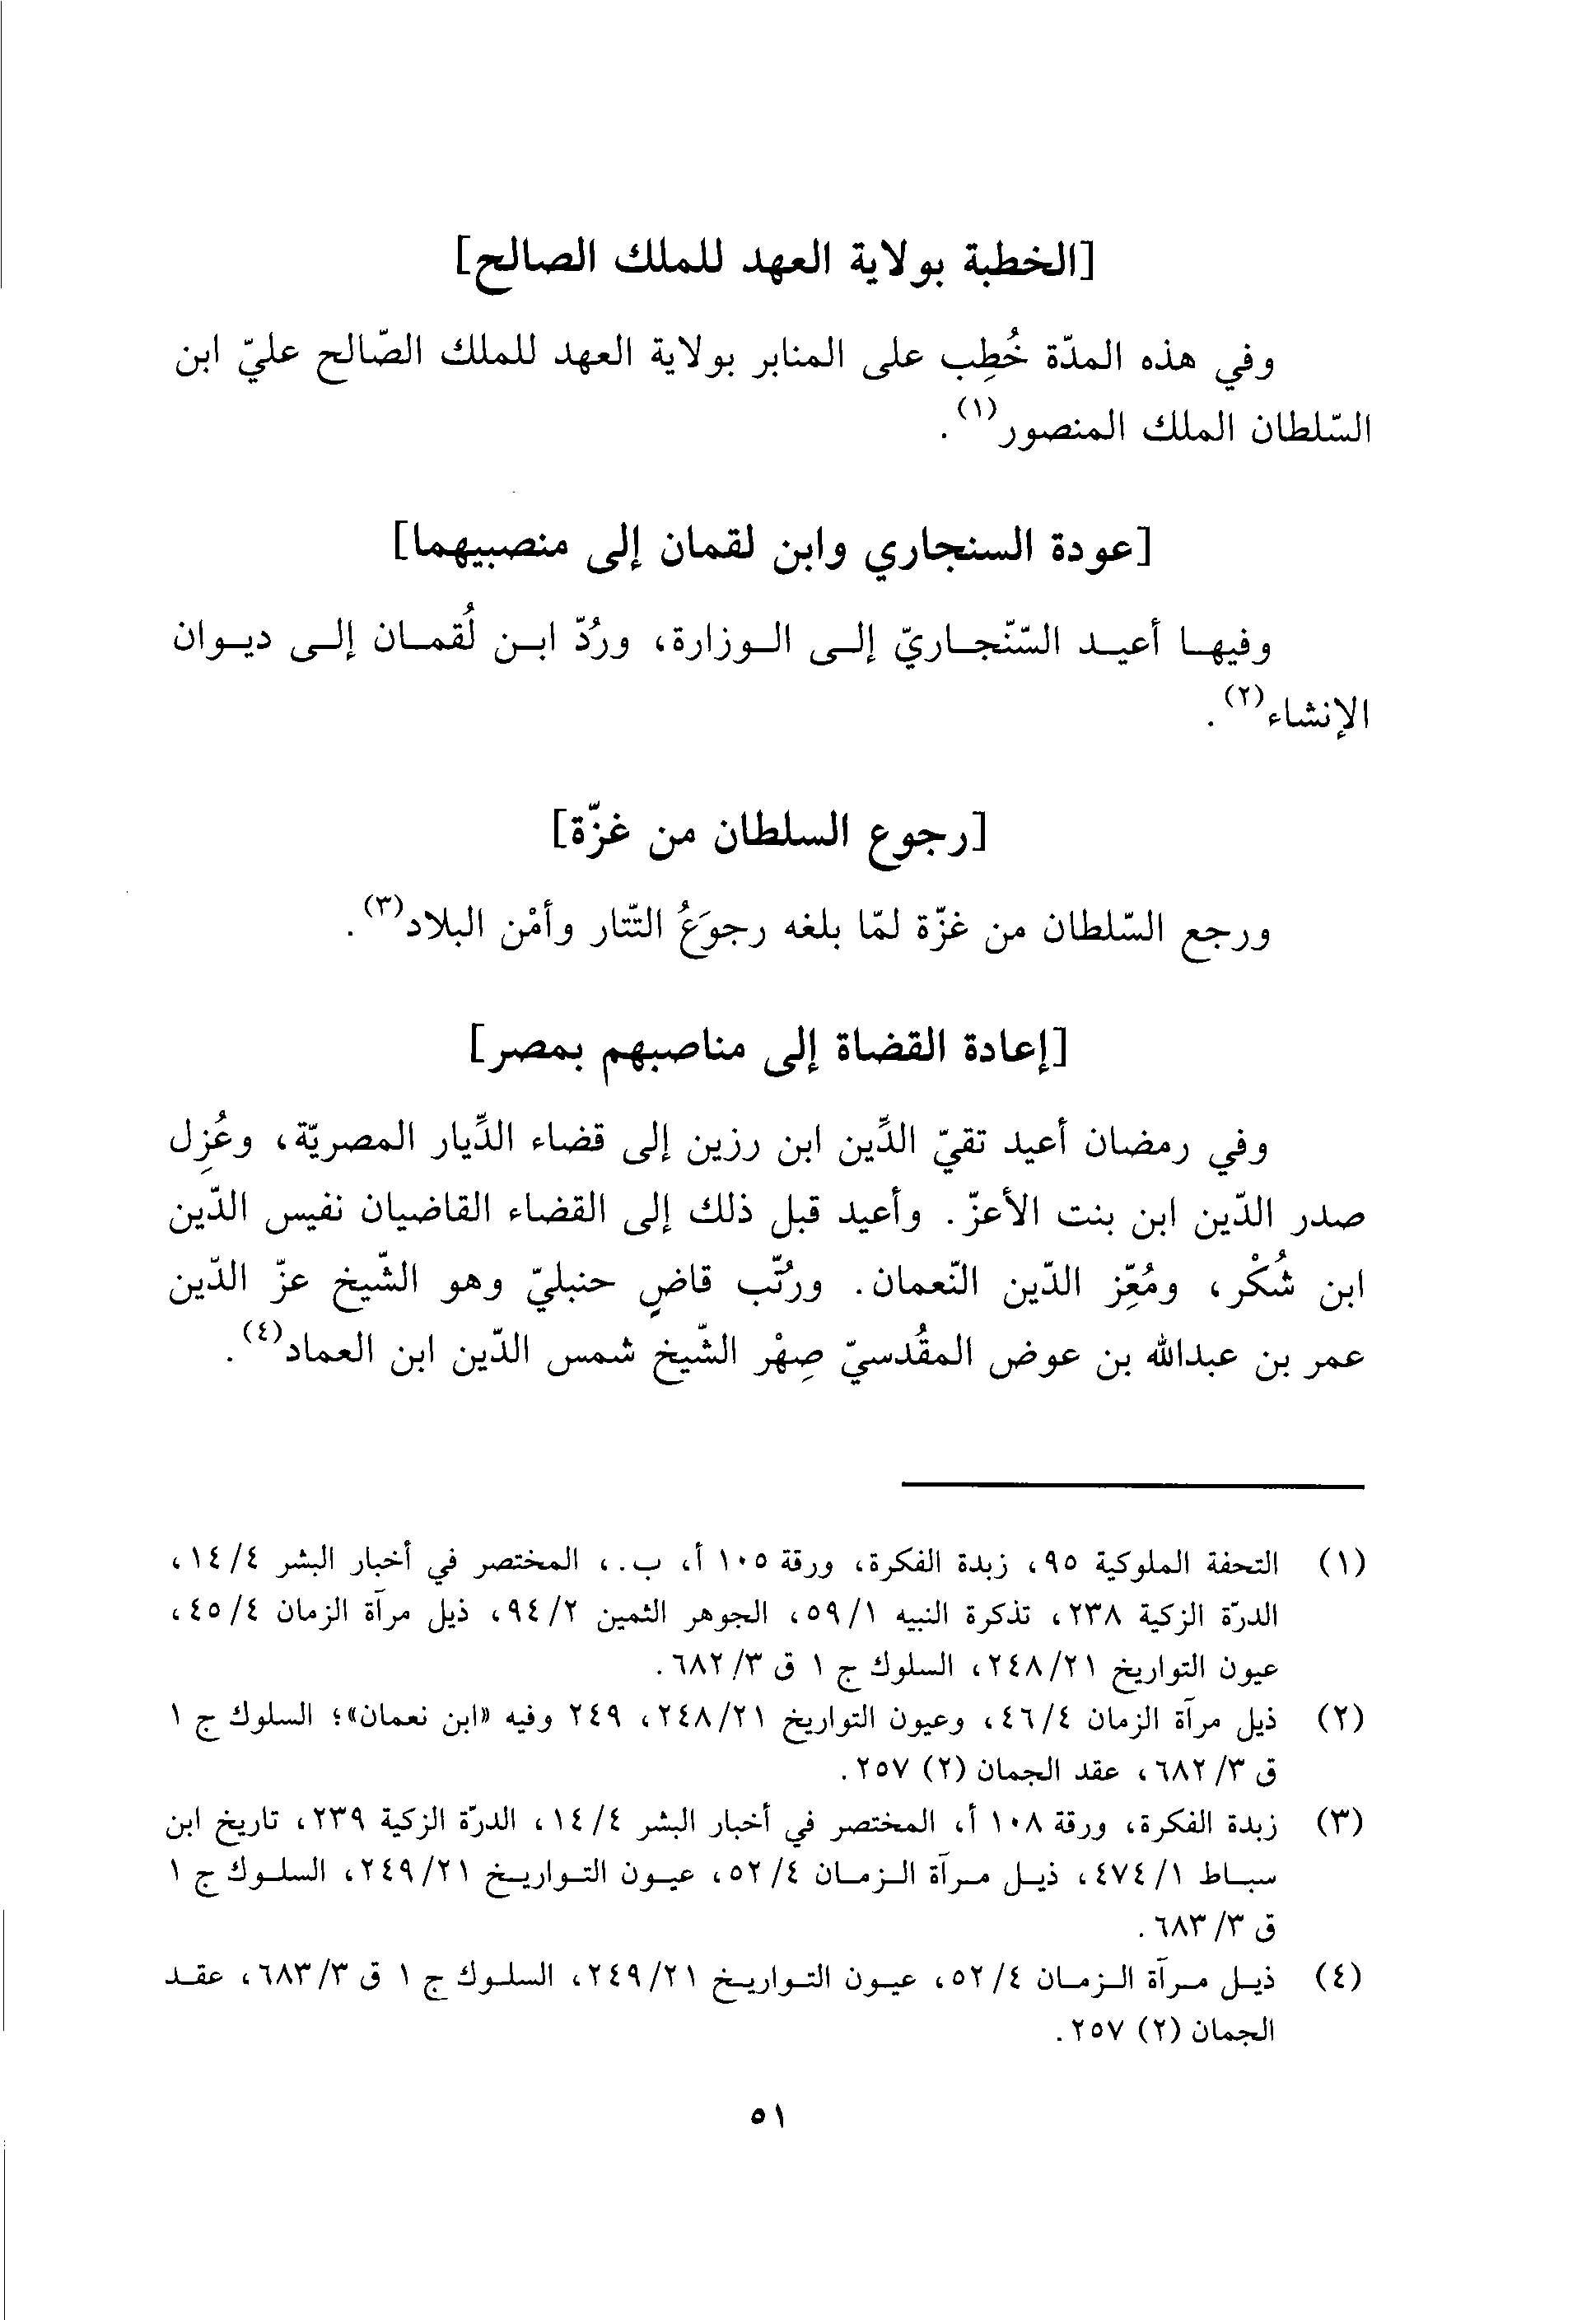 [الخطبة بولاية العهد للملك الصالح]
وفي هذه المدّة خُطِب على المنابر بولاية العهد للملك الصّالح عليّ ابن
السّلطان الملك المنصور(١).
[عودة السنجاري وابن لقمان إلى منصبيهما]
وفيها أعيد السّنّجاريّ إلى الوزارة، ورُدّ ابن لُقمان إلى ديوان
الإنشاء(٢).
[رجوع السلطان من غزّة]
ورجع السّلطان من غزّة لمّا بلغه رجوَعُ التّتار وأمْن البلاد(٣).
[إعادة القضاة إلى مناصبهم بمصر]
وفي رمضان أعيد تقيّ الدِّين ابن رزين إلى قضاء الدِّيار المصريّة، وعُزِل
صدر الدّين ابن بنت الأعزّ. وأعيد قبل ذلك إلى القضاء القاضيان نفيس الدّين
ابن شُكْر، ومُعِّز الدّين النّعمان. ورُتّب قاضٍ حنبليّ وهو الشّيخ عزّ الدّين
عمر بن عبدالله بن عوض المقُدسيّ صِهْر الشّيخ شمس الدّين ابن العماد(٤).
(١) التحفة الملوكية ٩٥، زبدة الفكرة، ورقة ١٠٥ أ، ب.، المختصر في أخبار البشر ١٤/٤،
الدرّة الزكية ٢٣٨، تذكرة النبيه ٥٩/١، الجوهر الثمين ٩٤/٢، ذيل مرآة الزمان ٤٥/٤،
عيون التواريخ ٢٤٨/٢١، السلوك ج ١ ق ٦٨٢/٣.
(٢) ذيل مرآة الزمان ٤٦/٤، وعيون التواريخ ٢٤٨/٢١، ٢٤٩ وفيه «ابن نعمان»؛ السلوك ج ١
ق ٦٨٢/٣، عقد الجمان (٢) ٢٥٧.
(٣) زبدة الفكرة، ورقة ١٠٨ أ، المختصر في أخبار البشر ١٤/٤، الدرّة الزكية ٢٣٩، تاريخ ابن
سباط ٤٧٤/١، ذيل مرآة الزمان ٥٢/٤، عيون التواريخ ٢٤٩/٢١، السلوك ج ١
ق ٦٨٣/٣.
(٤) ذيل مرآة الزمان ٥٢/٤، عيون التواريخ ٢٤٩/٢١، السلوك ج ١ ق ٦٨٣/٣، عقد
الجمان (٢) ٢٥٧.
٥١